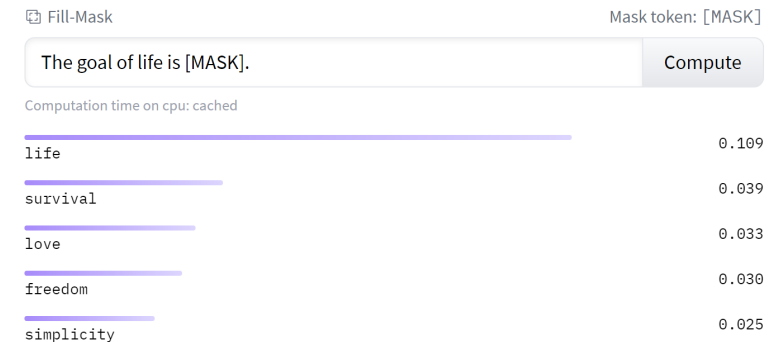 Fill-Mask Mask token: [MASK]
The goal of life is [MASK]. Compute
Computation time on cpu: cached
life 0.109
survival 0.039
love 0.033
freedom 0.030
simplicity 0.025